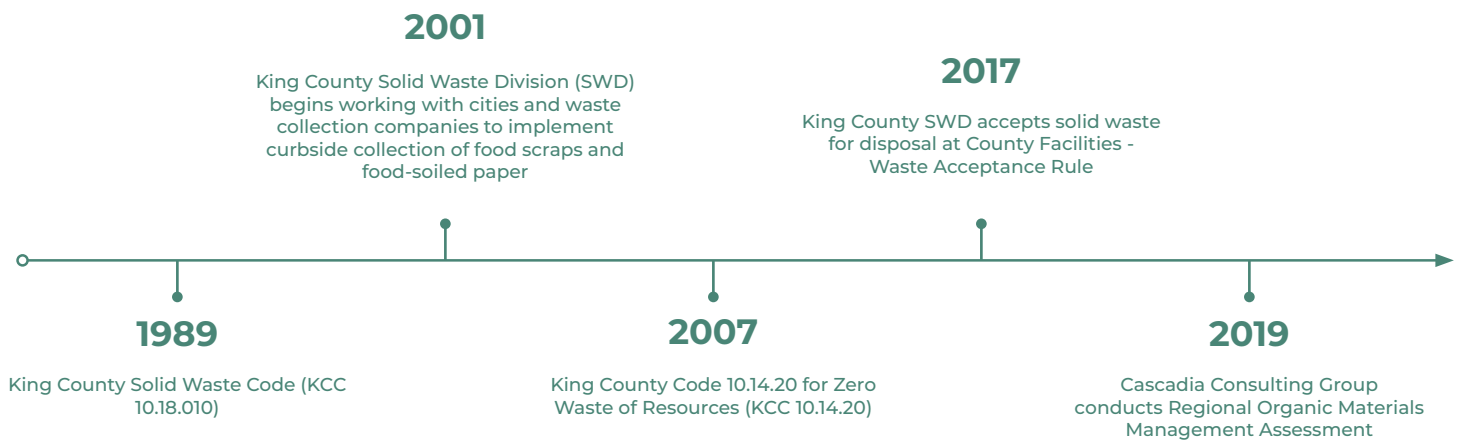 2001
King County Solid Waste Division (SWD)
begins working with cities and waste
collection companies to implement
curbside collection of food scraps and
food-soiled paper
2017
King County SWD accepts solid waste
for disposal at County Facilities -
Waste Acceptance Rule
1989
King County Solid Waste Code (KCC
10.18.010)
2007
King County Code 10.14.20 for Zero
Waste of Resources (KCC 10.14.20)
2019
Cascadia Consulting Group
conducts Regional Organic Materials
Management Assessment